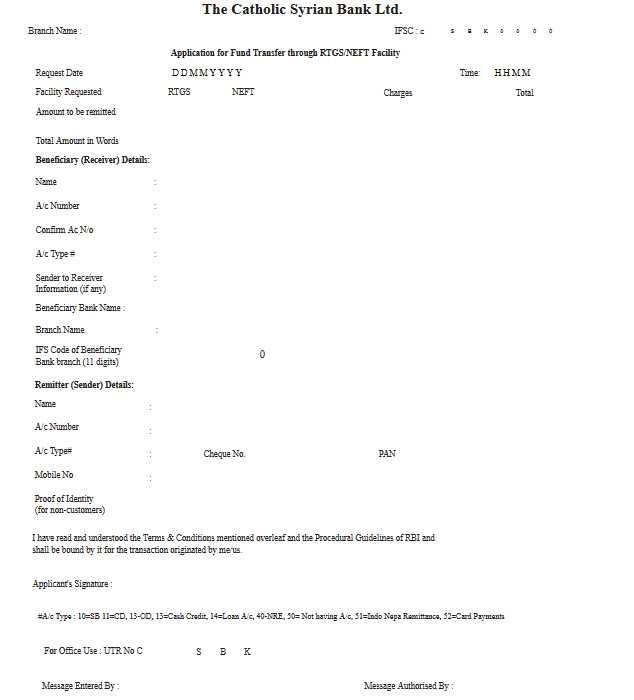 The Catholic Syrian Bank Ltd.
Branch Name : IFSC : C S B K 0 0 0 0
Application for Fund Transfer through RTGS/NEFT Facility
Request Date D D M M Y Y Y Y Time: H H M M
Facility Requested RTGS NEFT Charges Total
Amount to be remitted
Total Amount in Words
Beneficiary (Receiver) Details:
Name :
A/c Number :
Confirm Ac N/o :
A/c Type # :
Sender to Receiver :
Information (if any)
Beneficiary Bank Name :
Branch Name :
IFS Code of Beneficiary 0
Bank branch (11 digits)
Remitter (Sender) Details:
Name :
A/c Number :
A/c Type# : Cheque No. PAN
Mobile No :
Proof of Identity
(for non-customers)
I have read and understood the Terms & Conditions mentioned overleaf and the Procedural Guidelines of RBI and
shall be bound by it for the transaction originated by me/us.
Applicant's Signature :
#A/c Type : 10=SB 11=CD, 13-OD, 13=Cash Credit, 14=Loan A/c, 40-NRE, 50= Not having A/c, 51=Indo Nepa Remittance, 52=Card Payments
For Office Use : UTR No C S B K
Message Entered By : Message Authorised By :